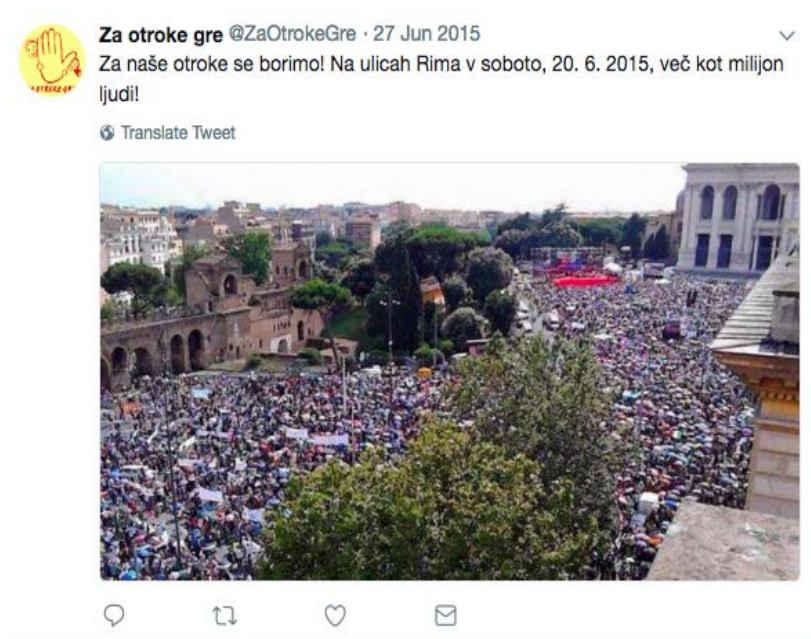 Za otroke gre @ZaOtrokeGre · 27 Jun 2015
Za naše otroke se borimo! Na ulicah Rima v soboto, 20. 6. 2015, več kot milijon
ljudi!
Translate Tweet